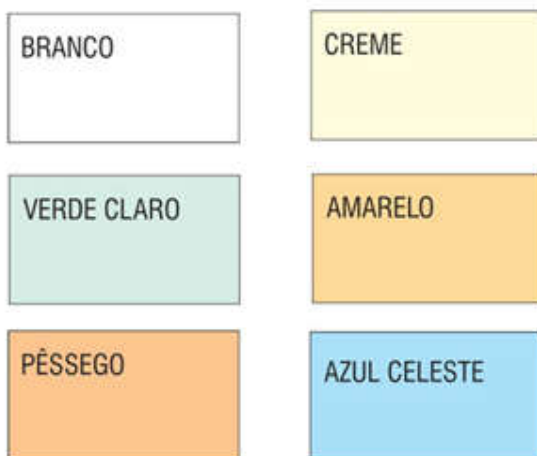 BRANCO
CREME
VERDE CLARO
AMARELO
PÊSSEGO
AZUL CELESTE